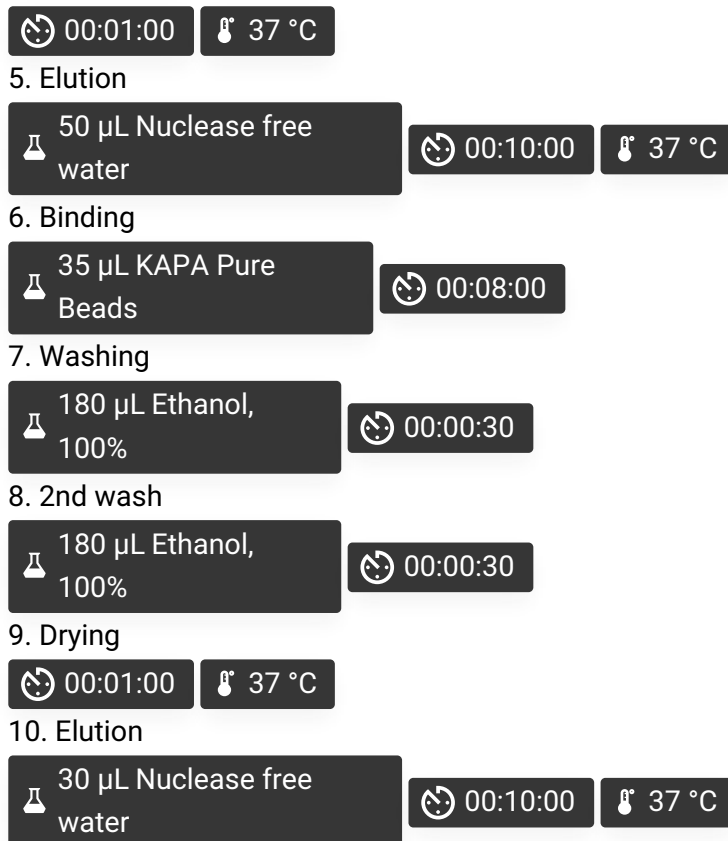 00:01:00 37 °C
5. Elution
50 µL Nuclease free
water 00:10:00 37 °C
6. Binding
35 µL KAPA Pure
Beads 00:08:00
7. Washing
180 µL Ethanol,
100% 00:00:30
8. 2nd wash
180 µL Ethanol,
100% 00:00:30
9. Drying
00:01:00 37 °C
10. Elution
30 µL Nuclease free
water 00:10:00 37 °C